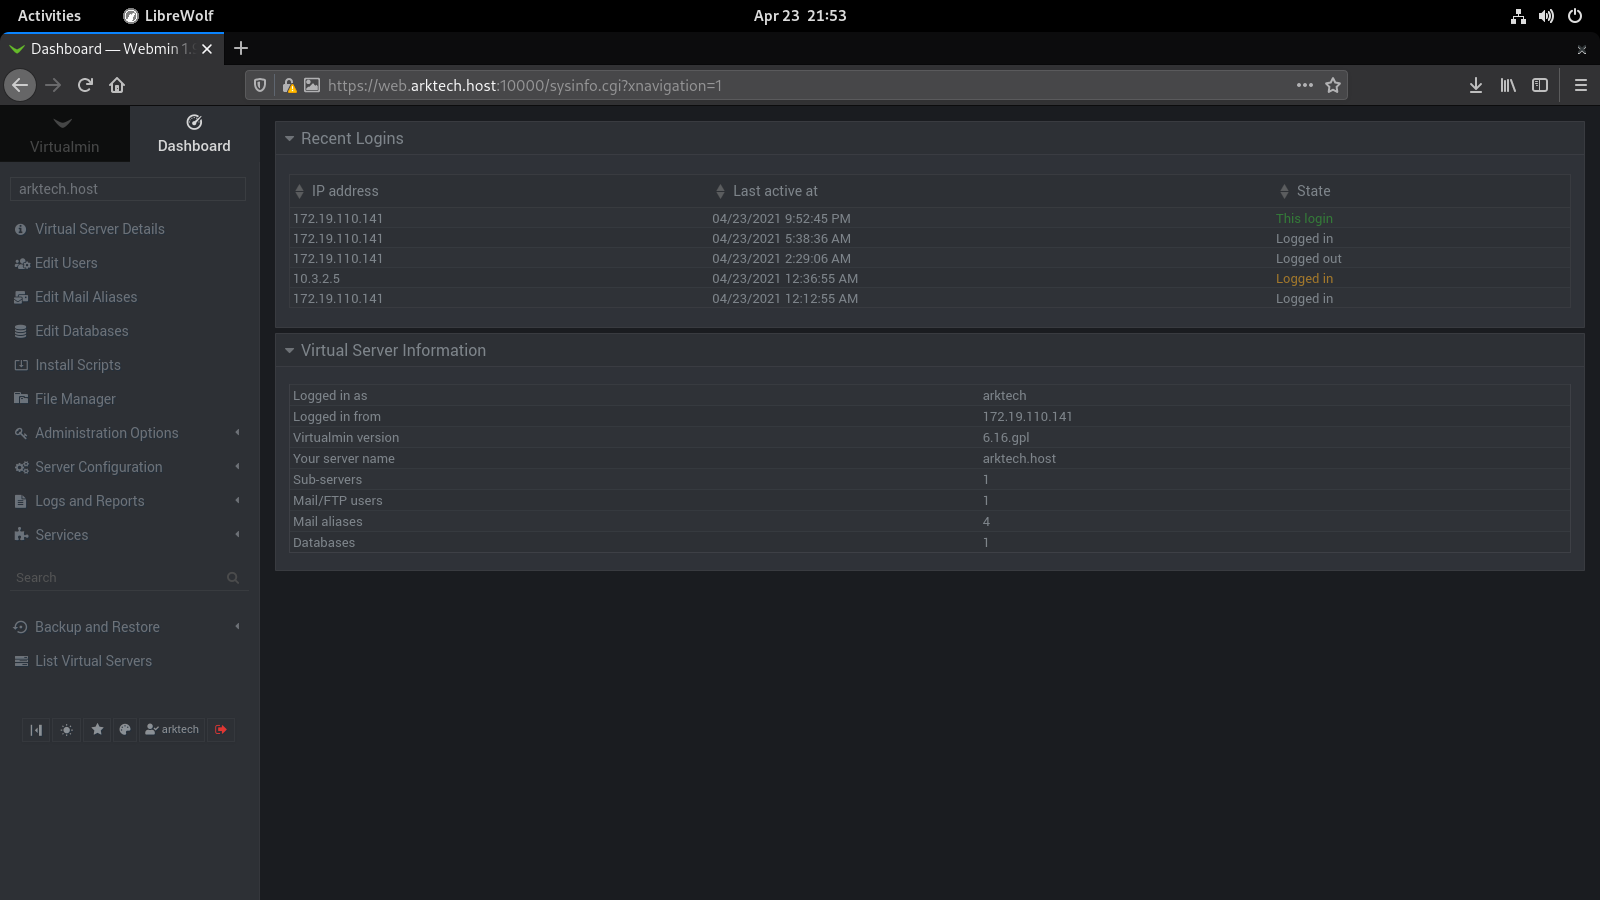 Activities LibreWolf Apr 23 21:53
Dashboard — Webmin 1.
https://web.arktech.host:10000/sysinfo.cgi?xnavigation=1
Virtualmin
Dashboard
arktech.host
Virtual Server Details
Edit Users
Edit Mail Aliases
Edit Databases
Install Scripts
File Manager
Administration Options
Server Configuration
Logs and Reports
Services
Search
Backup and Restore
List Virtual Servers
arktech
Recent Logins
IP address Last active at State
172.19.110.141 04/23/2021 9:52:45 PM This login
172.19.110.141 04/23/2021 5:38:36 AM Logged in
172.19.110.141 04/23/2021 2:29:06 AM Logged out
10.3.2.5 04/23/2021 12:36:55 AM Logged in
172.19.110.141 04/23/2021 12:12:55 AM Logged in
Virtual Server Information
Logged in as arktech
Logged in from 172.19.110.141
Virtualmin version 6.16.gpl
Your server name arktech.host
Sub-servers 1
Mail/FTP users 1
Mail aliases 4
Databases 1